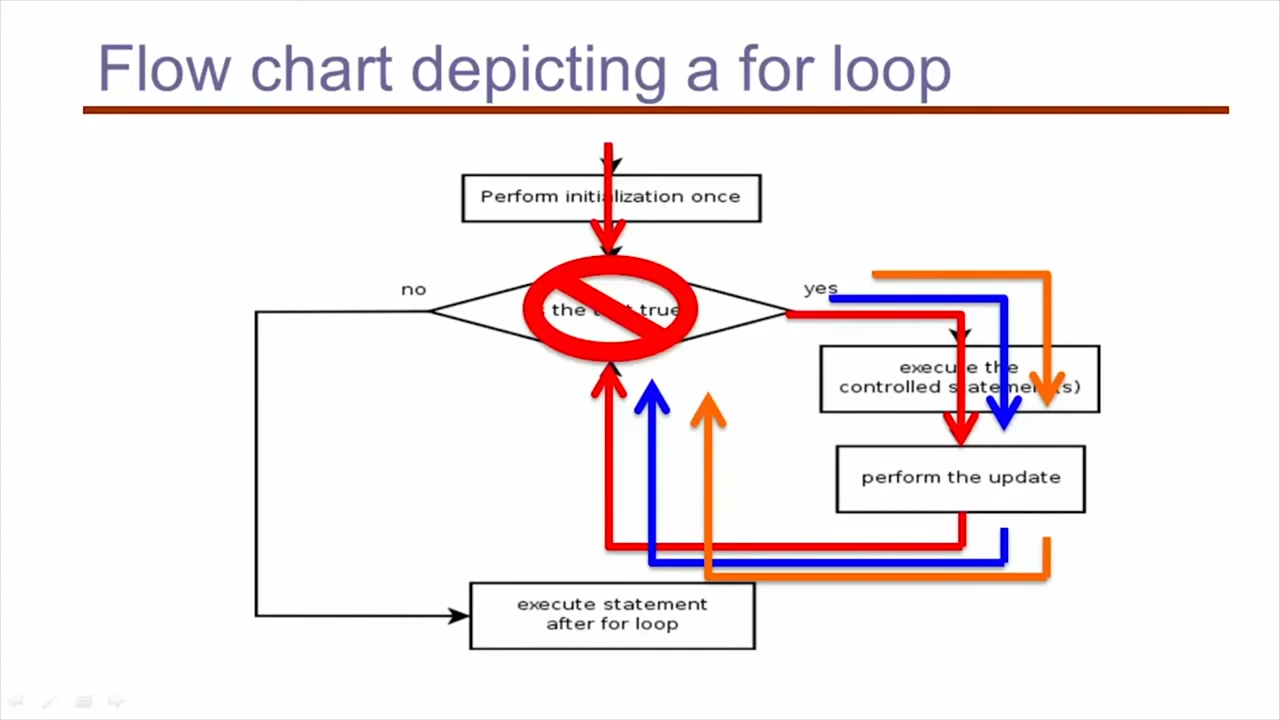 Flow chart depicting a for loop
Perform initialization once
no
yes
the true
execute the
controlled statement(s)
perform the update
execute statement
after for loop